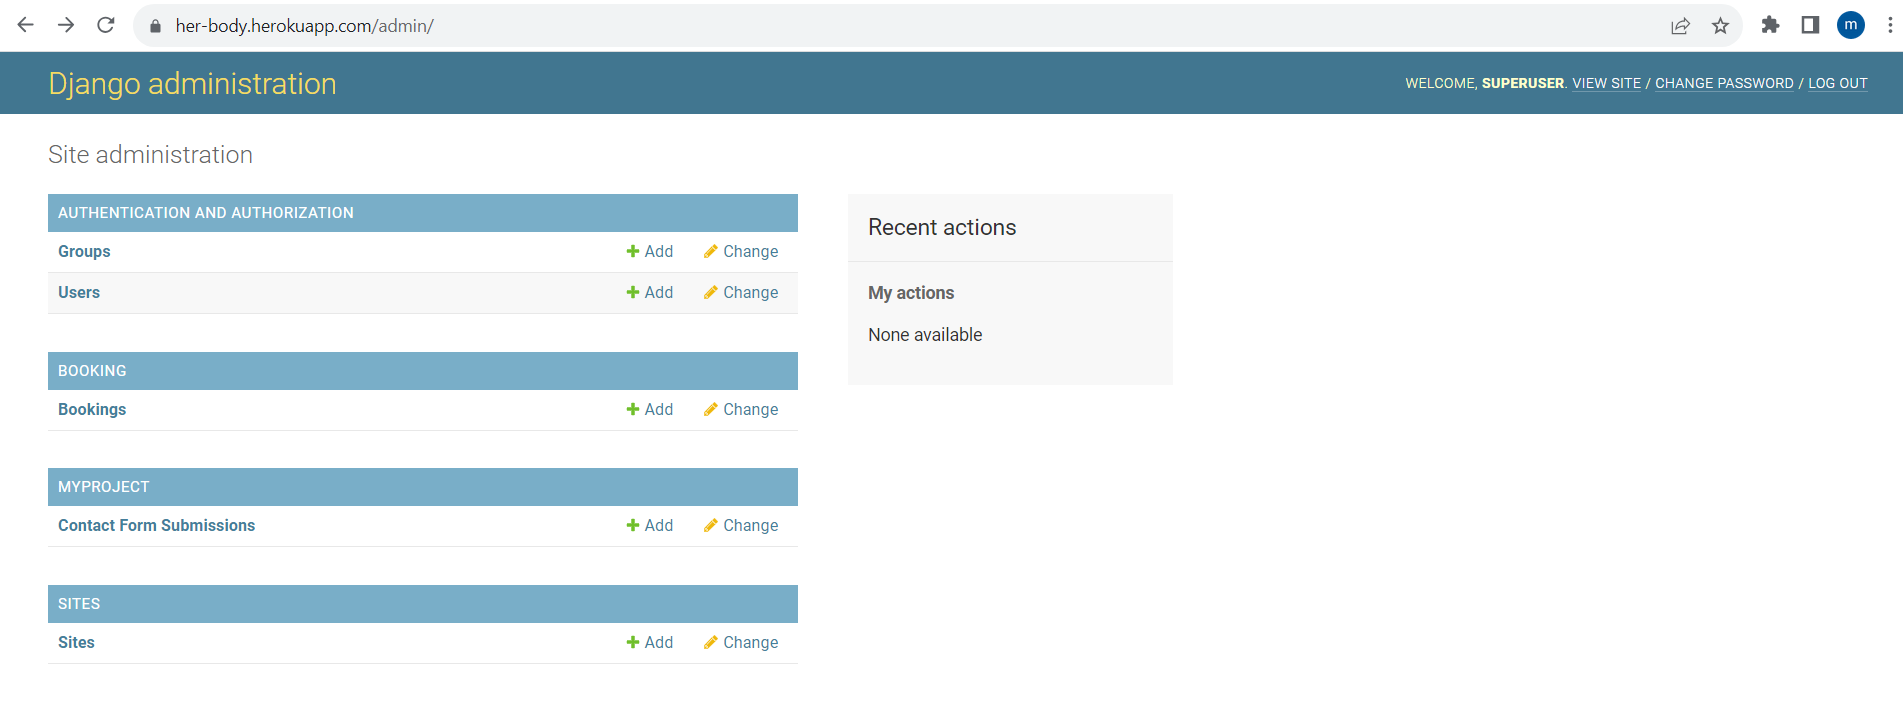 her-body.herokuapp.com/admin/
m
Django administration
WELCOME, SUPERUSER. VIEW SITE / CHANGE PASSWORD / LOG OUT
Site administration
AUTHENTICATION AND AUTHORIZATION
Groups Add Change
Users Add Change
BOOKING
Bookings Add Change
MYPROJECT
Contact Form Submissions Add Change
SITES
Sites Add Change
Recent actions
My actions
None available